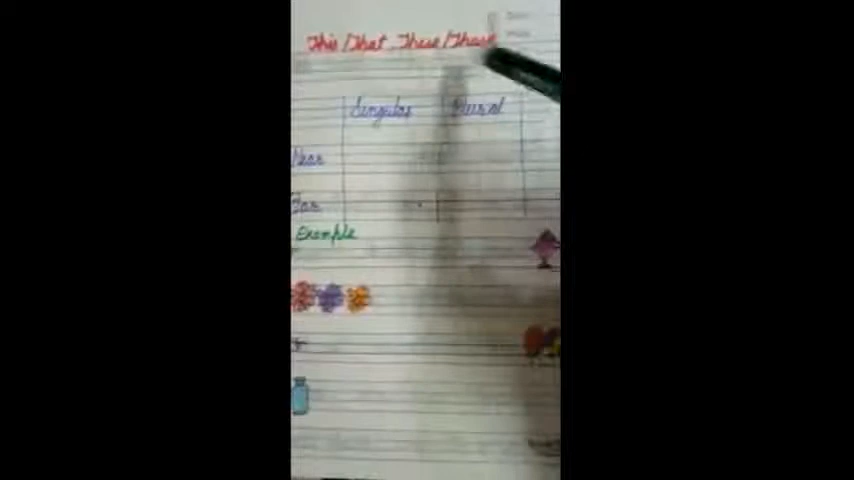 This / That, These / Those
Singular Plural
Near
Far
Example